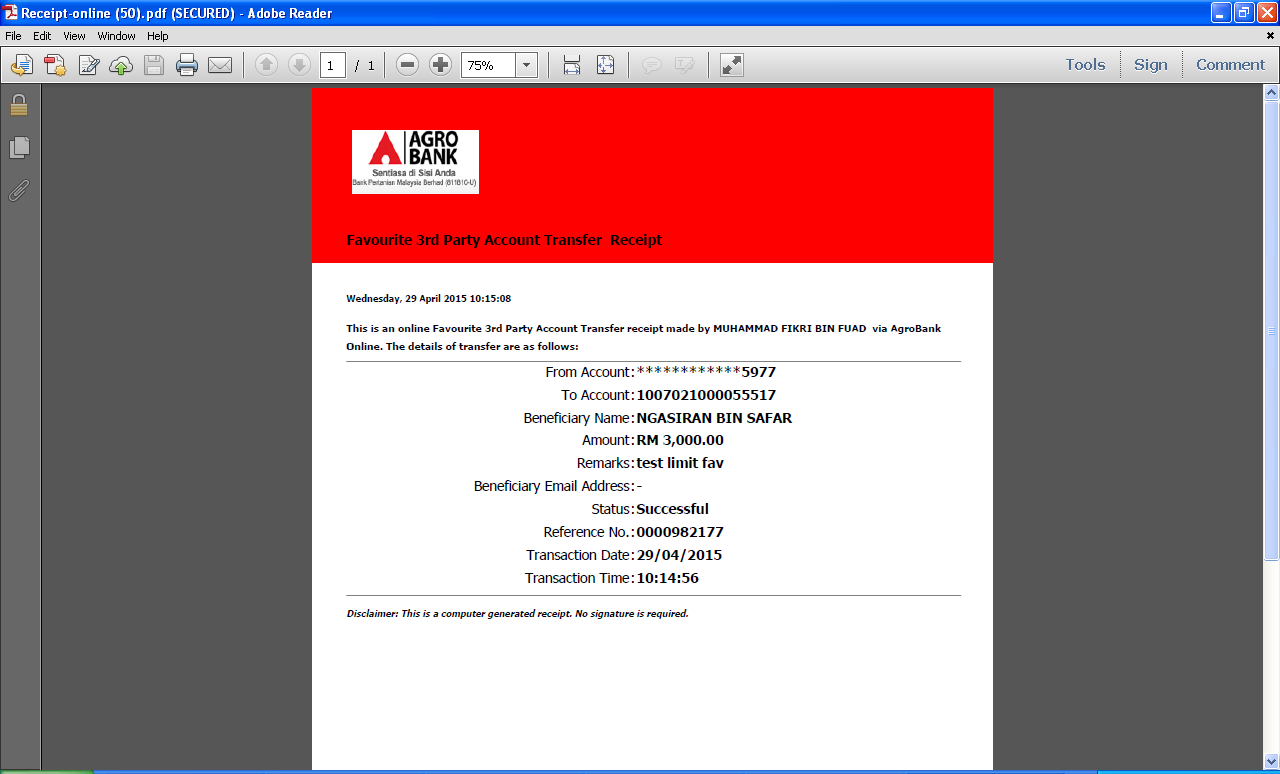 Receipt-online (50).pdf (SECURED) - Adobe Reader
File Edit View Window Help
1 / 1 75% Tools Sign Comment
AGRO
BANK
Sentiasa di Sisi Anda
Bank Pertanian Malaysia Berhad (811810-U)
Favourite 3rd Party Account Transfer Receipt
Wednesday, 29 April 2015 10:15:08
This is an online Favourite 3rd Party Account Transfer receipt made by MUHAMMAD FIKRI BIN FUAD via AgroBank
Online. The details of transfer are as follows:
From Account: ************5977
To Account: 1007021000055517
Beneficiary Name: NGASIRAN BIN SAFAR
Amount: RM 3,000.00
Remarks: test limit fav
Beneficiary Email Address: -
Status: Successful
Reference No.: 0000982177
Transaction Date: 29/04/2015
Transaction Time: 10:14:56
Disclaimer: This is a computer generated receipt. No signature is required.